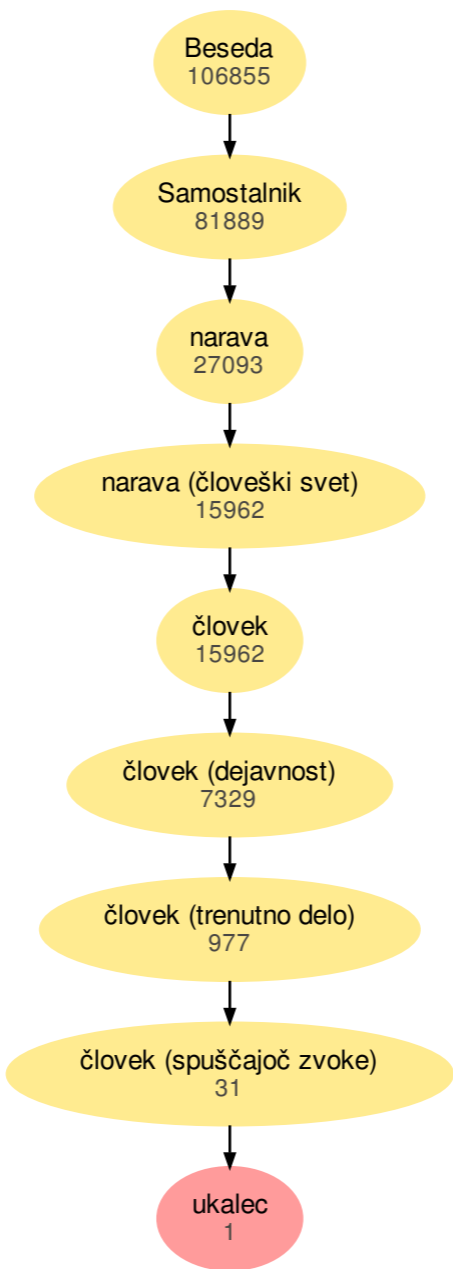 Beseda
106855
Samostalnik
81889
narava
27093
narava (človeški svet)
15962
človek
15962
človek (dejavnost)
7329
človek (trenutno delo)
977
človek (spuščajoč zvoke)
31
ukalec
1